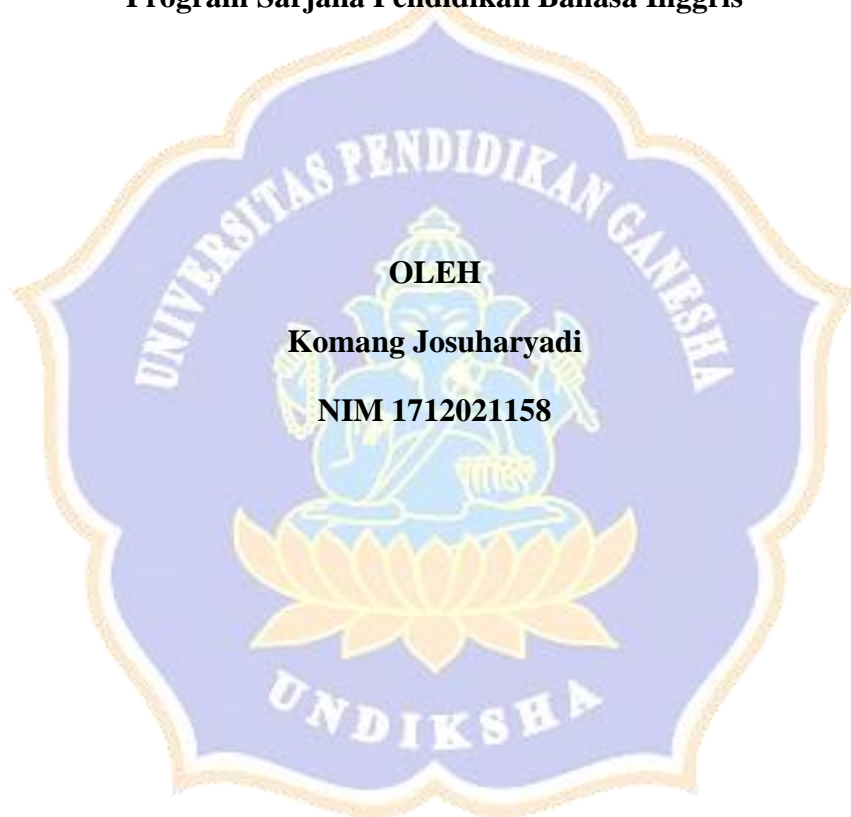 Program Sarjana Pendidikan Bahasa Inggris
UNIVERSITAS PENDIDIKAN GANESHA
OLEH
Komang Josuharyadi
NIM 1712021158
UNDIKSHA